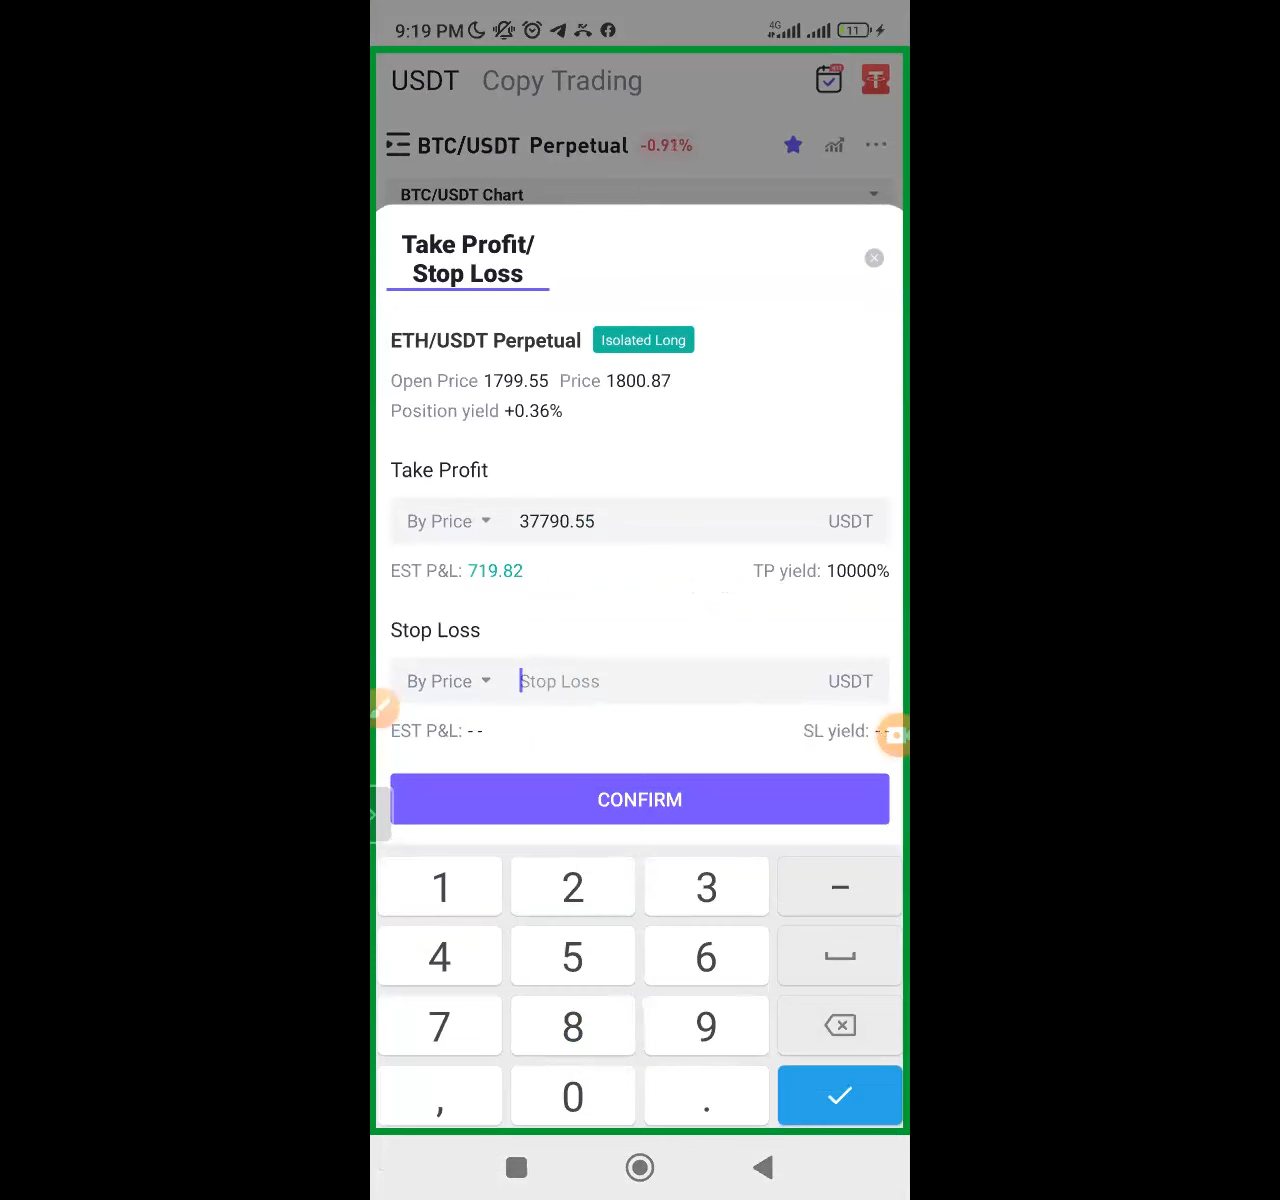 9:19 PM
4G
11
USDT Copy Trading
BTC/USDT Perpetual -0.91%
BTC/USDT Chart
Take Profit/
Stop Loss
ETH/USDT Perpetual Isolated Long
Open Price 1799.55 Price 1800.87
Position yield +0.36%
Take Profit
By Price 37790.55 USDT
EST P&L: 719.82 TP yield: 10000%
Stop Loss
By Price Stop Loss USDT
EST P&L: - - SL yield: - -
CONFIRM
1 2 3 –
4 5 6
7 8 9
, 0 .